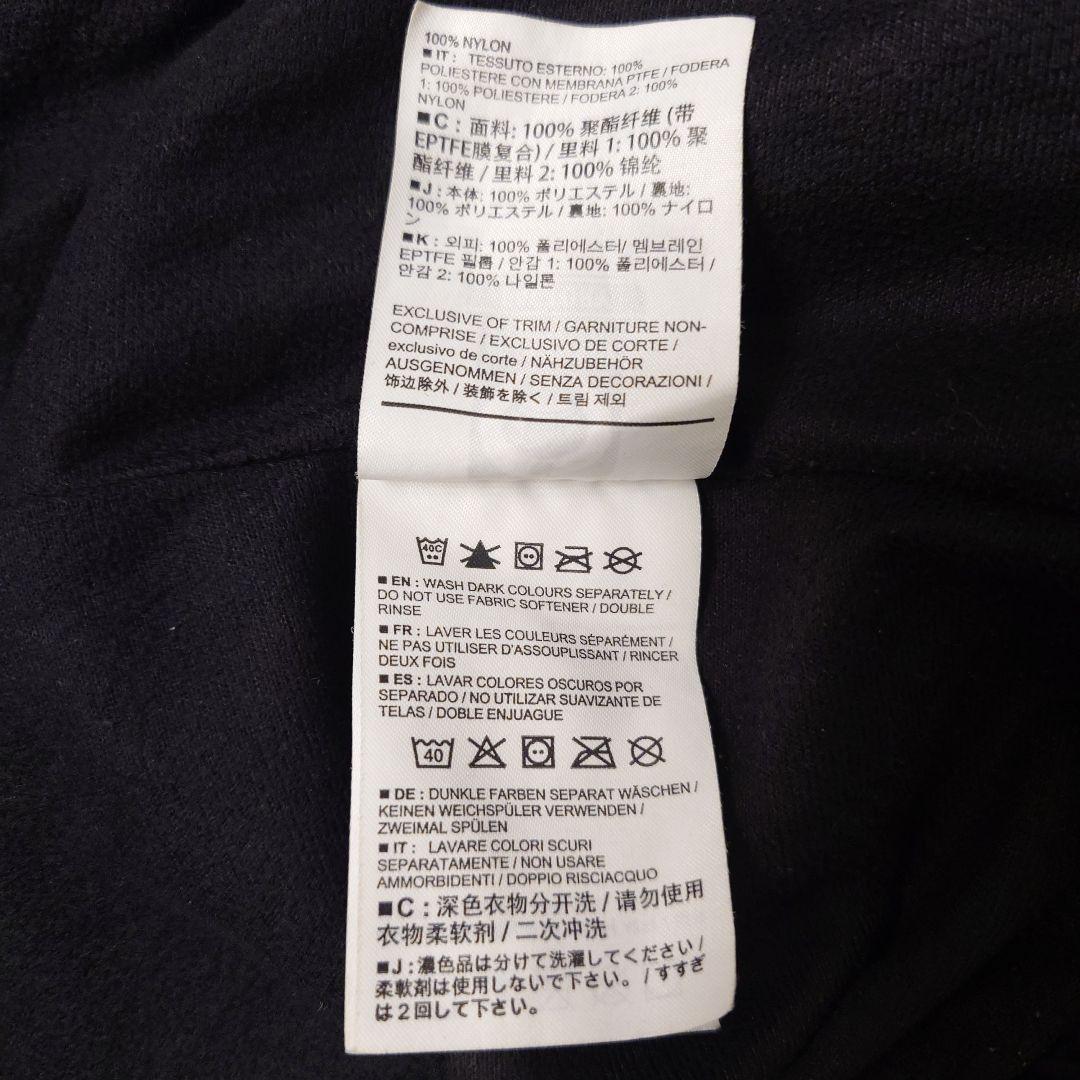 100% NYLON
■ IT : TESSUTO ESTERNO: 100%
POLIESTERE CON MEMBRANA PTFE / FODERA
1: 100% POLIESTERE / FODERA 2: 100%
NYLON
■C : 面料: 100% 聚酯纤维 (带
EPTFE膜复合) / 里料 1: 100% 聚
酯纤维 / 里料 2: 100% 锦纶
■J : 本体: 100% ポリエステル / 裏地:
100% ポリエステル / 裏地: 100% ナイロ
ン
■K : 외피: 100% 폴리에스터/ 멤브레인
EPTFE 필름 / 안감 1: 100% 폴리에스터 /
안감 2: 100% 나일론
EXCLUSIVE OF TRIM / GARNITURE NON-
COMPRISE / EXCLUSIVO DE CORTE /
exclusivo de corte / NÄHZUBEHÖR
AUSGENOMMEN / SENZA DECORAZIONI /
饰边除外 / 装飾を除く / 트림 제외
40C
■ EN : WASH DARK COLOURS SEPARATELY /
DO NOT USE FABRIC SOFTENER / DOUBLE
RINSE
■ FR : LAVER LES COULEURS SÉPARÉMENT /
NE PAS UTILISER D'ASSOUPLISSANT / RINCER
DEUX FOIS
■ ES : LAVAR COLORES OSCUROS POR
SEPARADO / NO UTILIZAR SUAVIZANTE DE
TELAS / DOBLE ENJUAGUE
40
■ DE : DUNKLE FARBEN SEPARAT WASCHEN /
KEINEN WEICHSPÜLER VERWENDEN /
ZWEIMAL SPÜLEN
■ IT : LAVARE COLORI SCURI
SEPARATAMENTE / NON USARE
AMMORBIDENTI / DOPPIO RISCIACQUO
■C : 深色衣物分开洗 / 请勿使用
衣物柔软剂 / 二次冲洗
■J : 濃色品は分けて洗濯してください /
柔軟剤は使用しないで下さい。 / すすぎ
は２回して下さい。